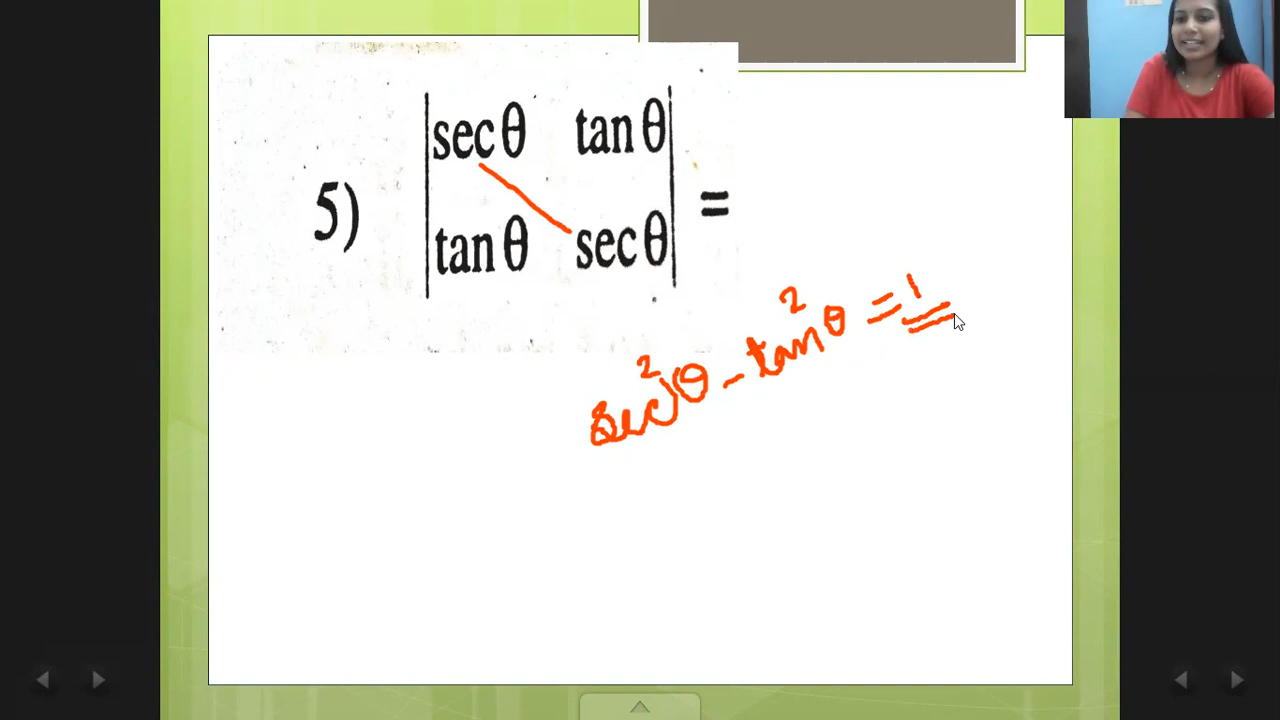 secθ tanθ
5) =
tanθ secθ
sec²θ - tan²θ = 1